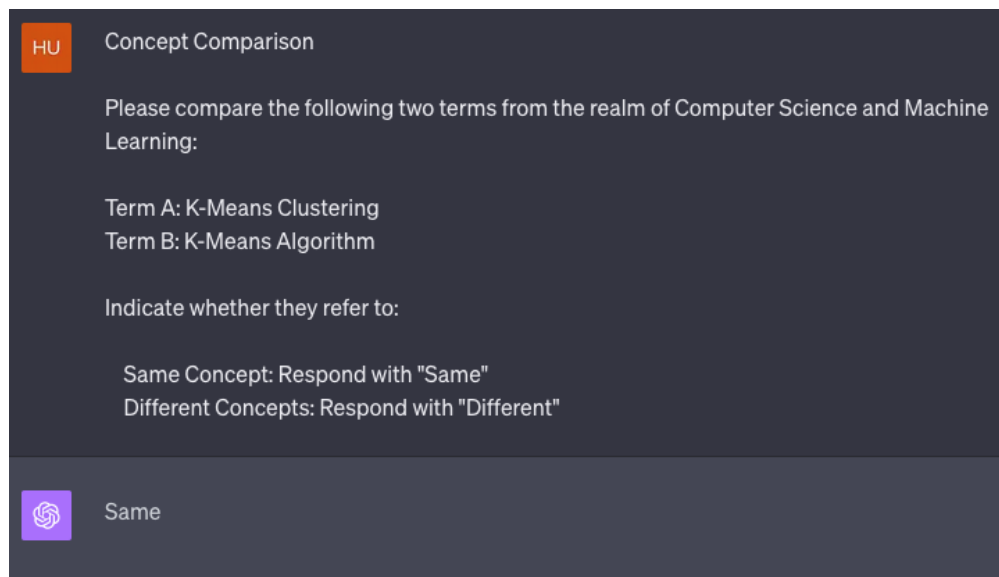 HU
Concept Comparison
Please compare the following two terms from the realm of Computer Science and Machine
Learning:
Term A: K-Means Clustering
Term B: K-Means Algorithm
Indicate whether they refer to:
Same Concept: Respond with "Same"
Different Concepts: Respond with "Different"
Same